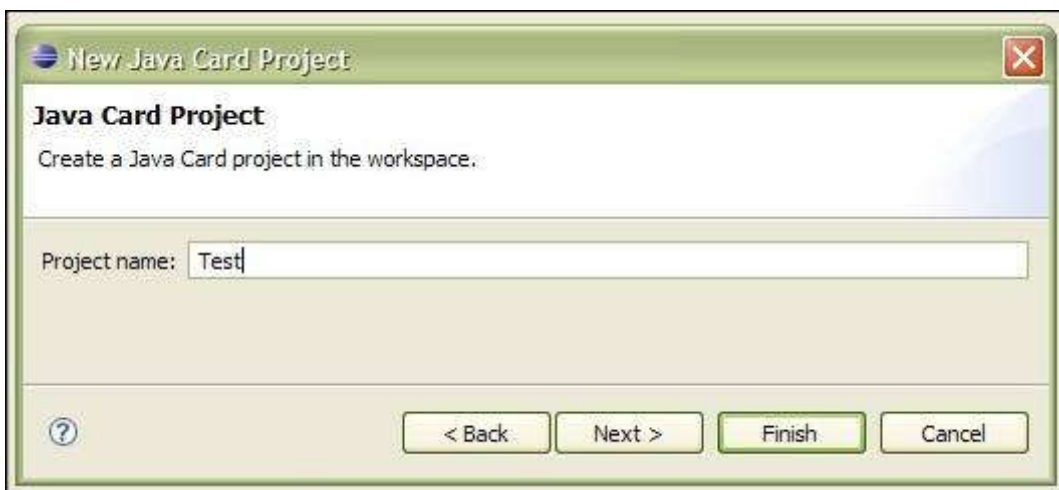 New Java Card Project
Java Card Project
Create a Java Card project in the workspace.
Project name: Test
? < Back Next > Finish Cancel